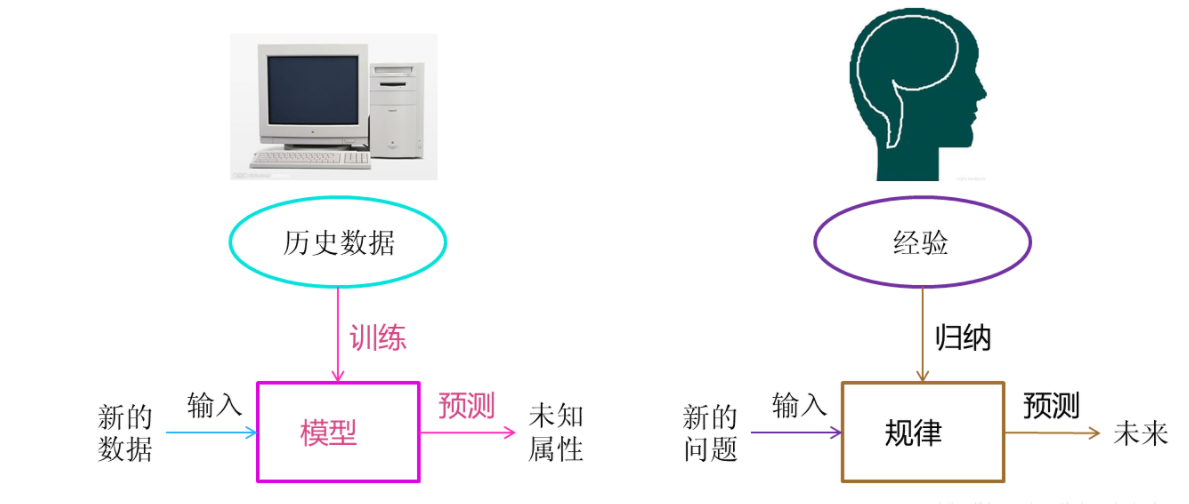 历史数据
训练
新的
数据
输入
模型
预测
未知
属性
经验
归纳
新的
问题
输入
规律
预测
未来